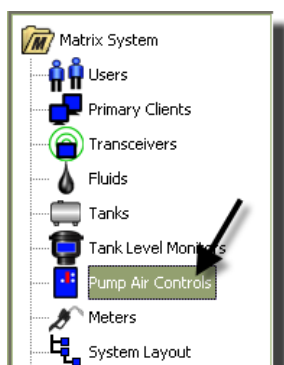 Matrix System
Users
Primary Clients
Transceivers
Fluids
Tanks
Tank Level Monitors
Pump Air Controls
Meters
System Layout